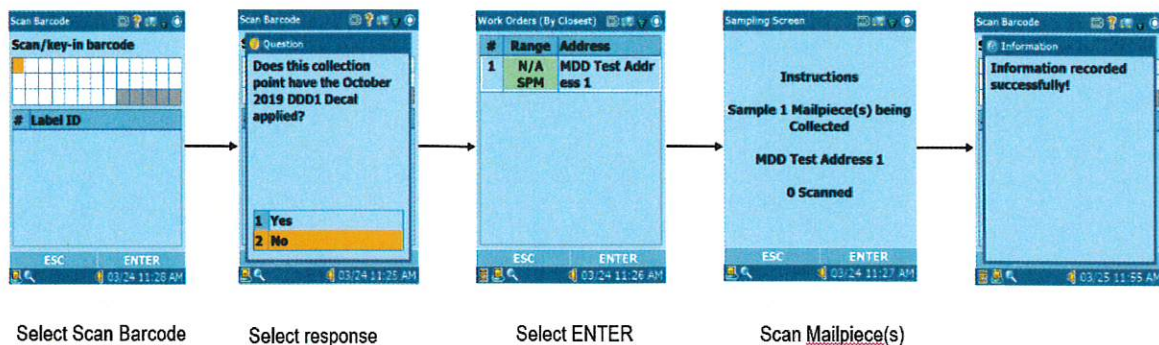 Scan Barcode
Scan/key-in barcode
# Label ID
ESC ENTER
03/24 11:28 AM
Question
Does this collection
point have the October
2019 DDD1 Decal
applied?
1 Yes
2 No
03/24 11:25 AM
Work Orders (By Closest)
# Range Address
1 N/A MDD Test Addr
SPM ess 1
ESC ENTER
03/24 11:26 AM
Sampling Screen
Instructions
Sample 1 Mailpiece(s) being
Collected
MDD Test Address 1
0 Scanned
ESC ENTER
03/24 11:27 AM
Scan Barcode
Information
Information recorded
successfully!
03/25 11:55 AM
Select Scan Barcode
Select response
Select ENTER
Scan Mailpiece(s)